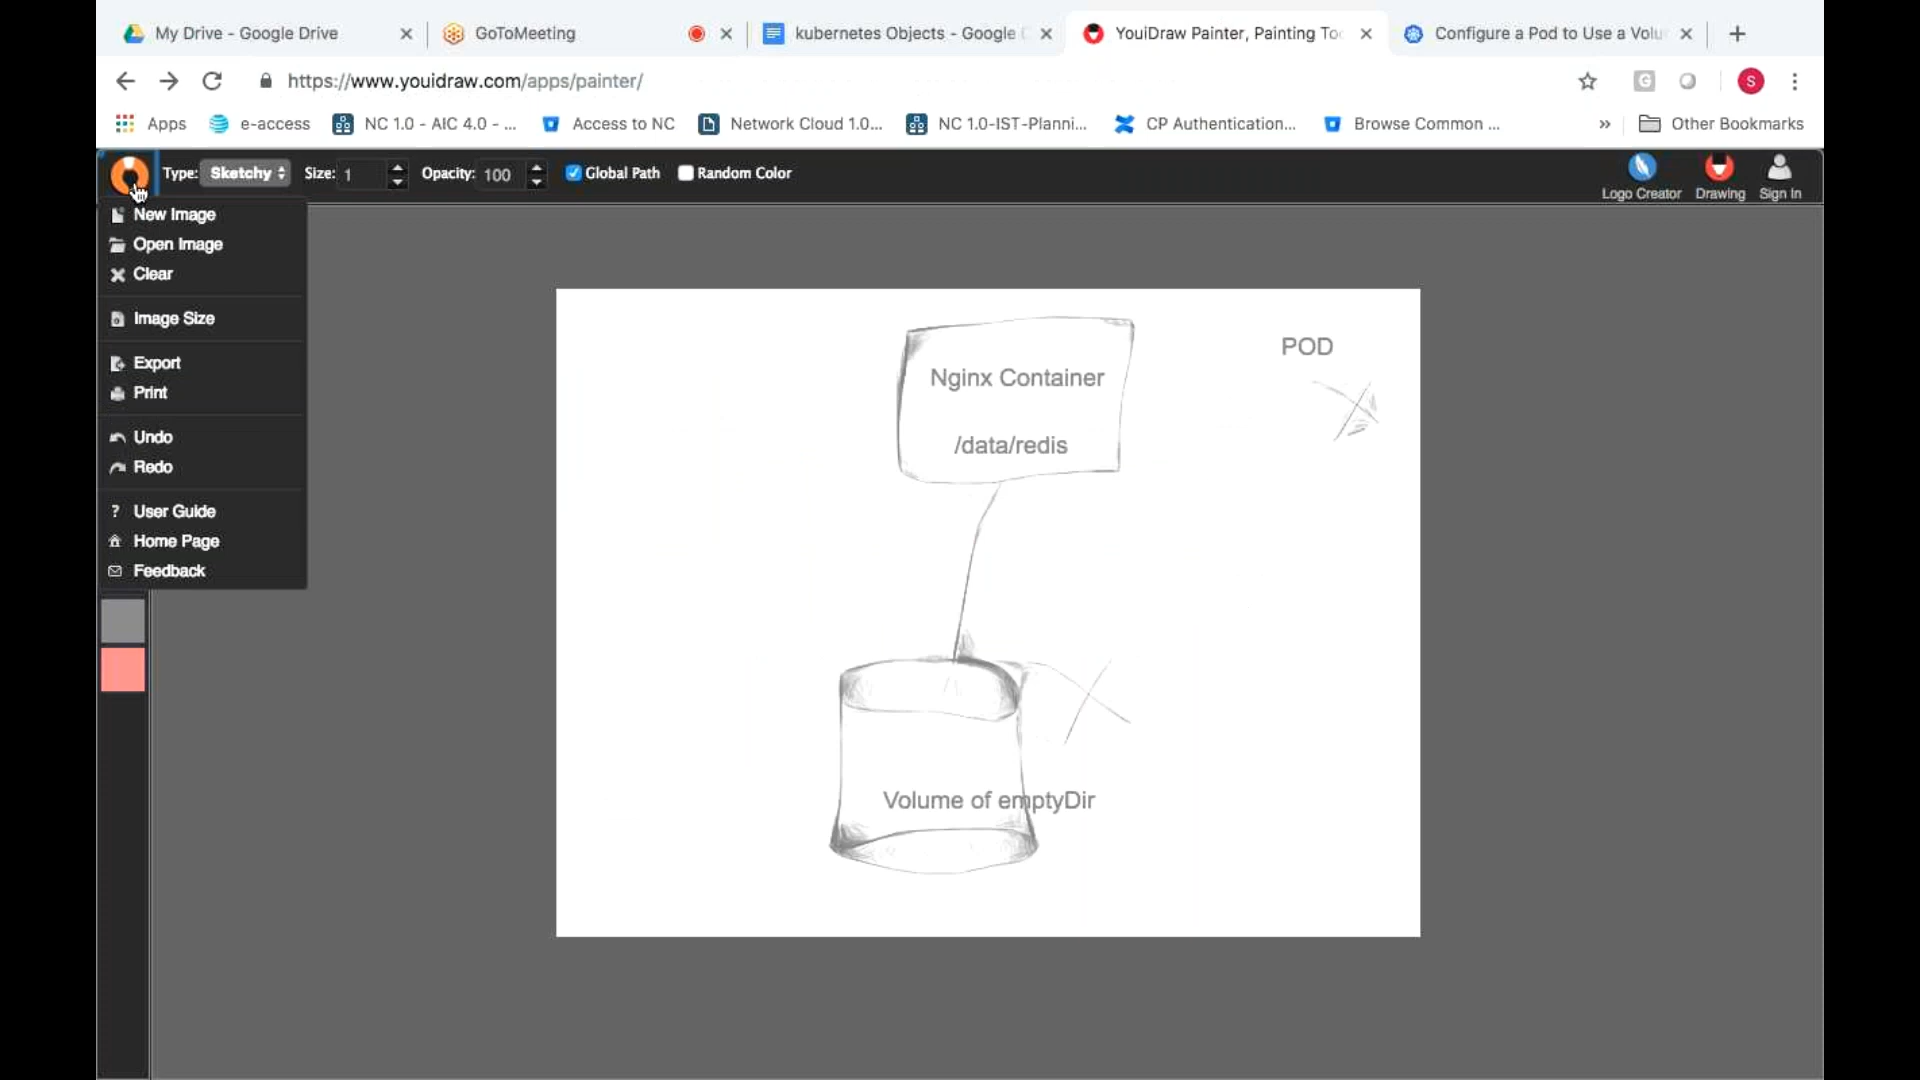 My Drive - Google Drive
GoToMeeting
kubernetes Objects - Google
YouiDraw Painter, Painting To
Configure a Pod to Use a Volu
https://www.youidraw.com/apps/painter/
G
S
Apps
e-access
NC 1.0 - AIC 4.0 - ...
Access to NC
Network Cloud 1.0...
NC 1.0-IST-Planni...
CP Authentication...
Browse Common ...
»
Other Bookmarks
Type: Sketchy
Size: 1
Opacity: 100
Global Path
Random Color
Logo Creator
Drawing
Sign In
New Image
Open Image
Clear
Image Size
Export
Print
Undo
Redo
? User Guide
Home Page
Feedback
POD
Nginx Container
/data/redis
Volume of emptyDir